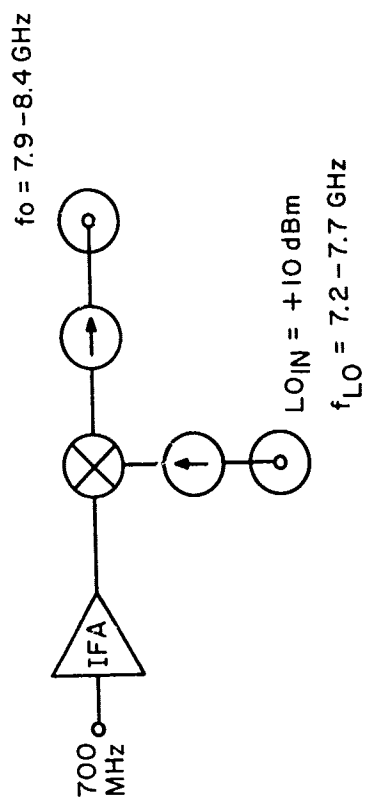 700
MHz
IFA
fo = 7.9-8.4 GHz
LOIN = +10 dBm
fLO = 7.2-7.7 GHz